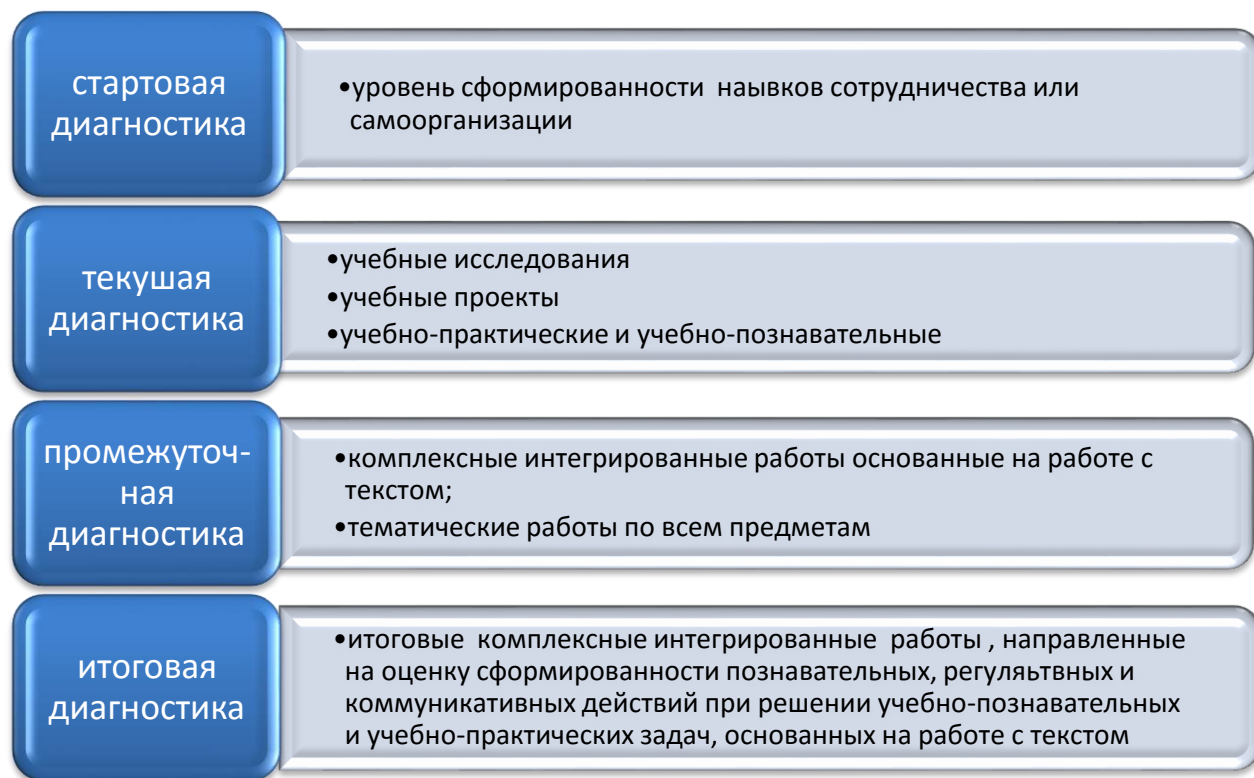 стартовая
диагностика
•уровень сформированности наывков сотрудничества или
самоорганизации
текушая
диагностика
•учебные исследования
•учебные проекты
•учебно-практические и учебно-познавательные
промежуточ-
ная
диагностика
•комплексные интегрированные работы основанные на работе с
текстом;
•тематические работы по всем предметам
итоговая
диагностика
•итоговые комплексные интегрированные работы , направленные
на оценку сформированности познавательных, регуляьтвных и
коммуникативных действий при решении учебно-познавательных
и учебно-практических задач, основанных на работе с текстом